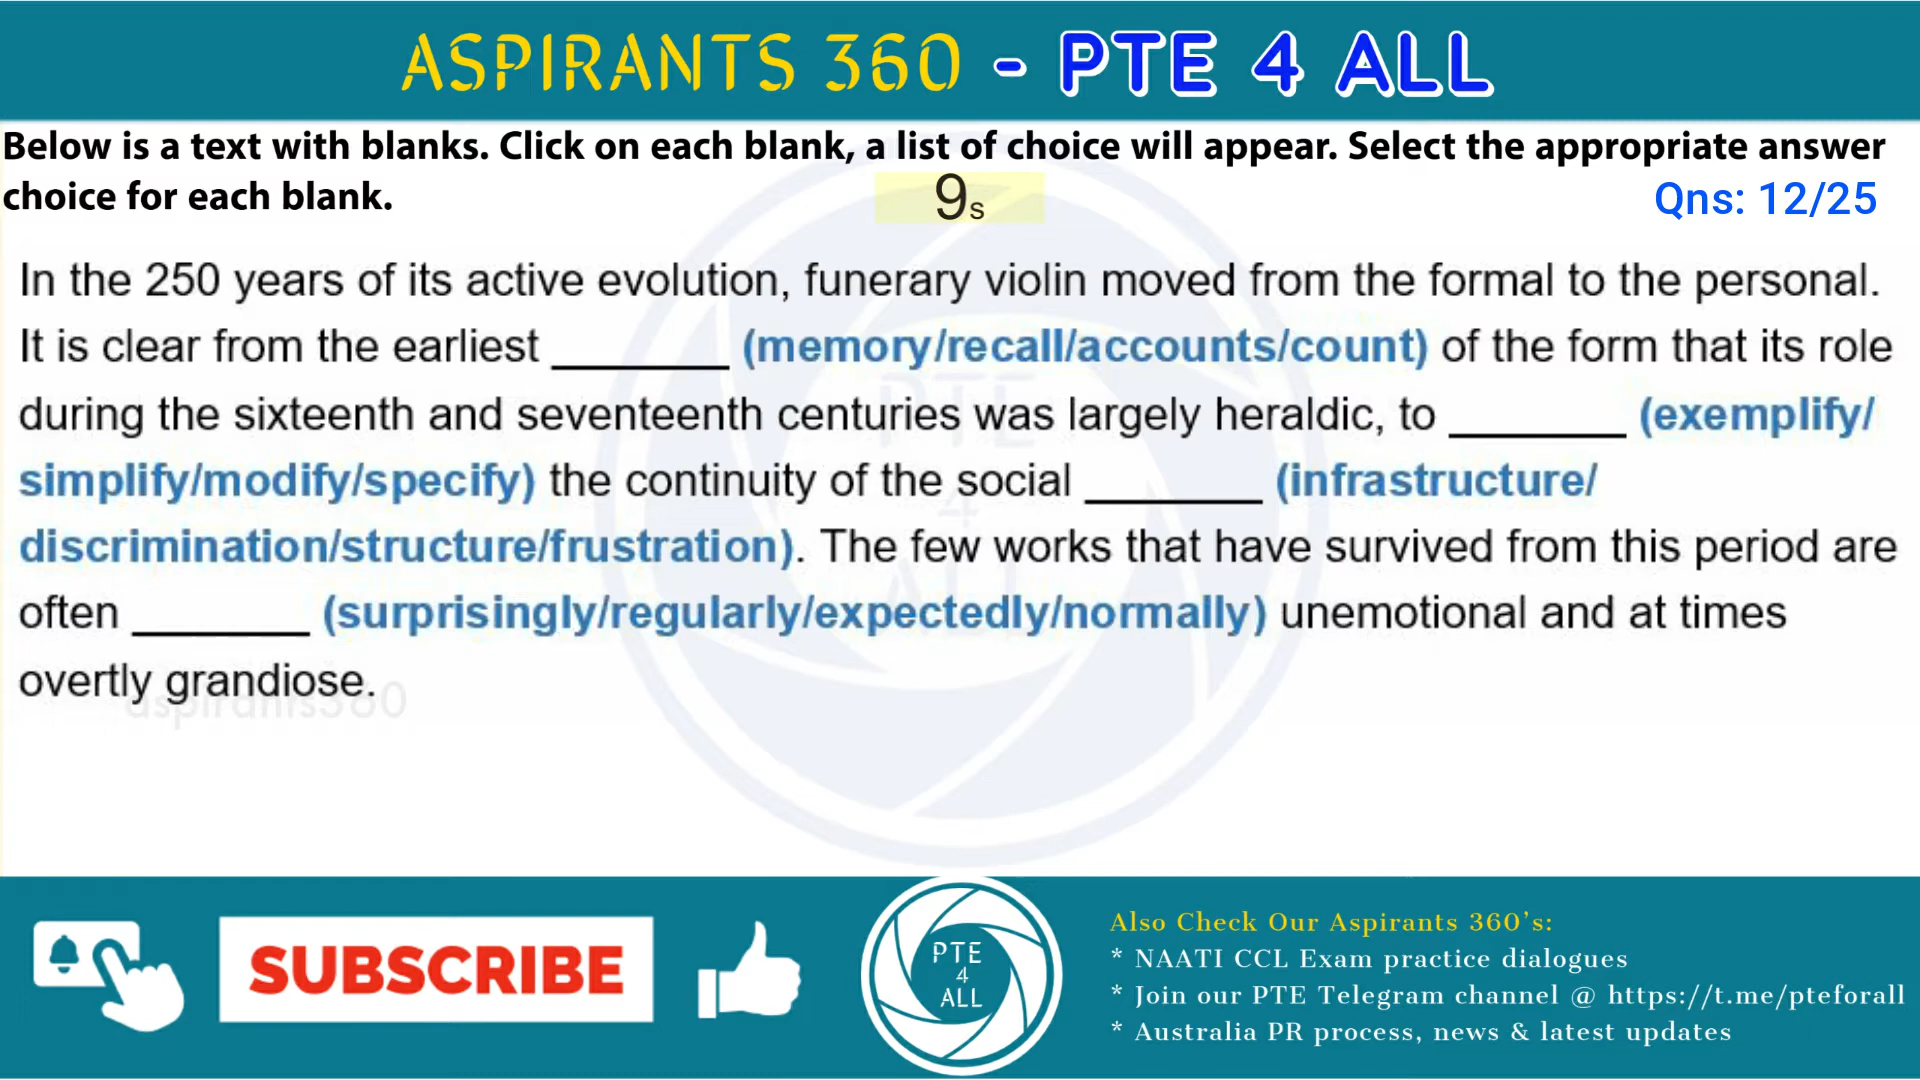 ASPIRANTS 360 - PTE 4 ALL
Below is a text with blanks. Click on each blank, a list of choice will appear. Select the appropriate answer
choice for each blank.
9s
Qns: 12/25
In the 250 years of its active evolution, funerary violin moved from the formal to the personal.
It is clear from the earliest ________ (memory/recall/accounts/count) of the form that its role
during the sixteenth and seventeenth centuries was largely heraldic, to ________ (exemplify/
simplify/modify/specify) the continuity of the social ________ (infrastructure/
discrimination/structure/frustration). The few works that have survived from this period are
often ________ (surprisingly/regularly/expectedly/normally) unemotional and at times
overtly grandiose.
aspirants360
PTE
4
ALL
SUBSCRIBE
PTE
4
ALL
Also Check Our Aspirants 360's:
* NAATI CCL Exam practice dialogues
* Join our PTE Telegram channel @ https://t.me/pteforall
* Australia PR process, news & latest updates